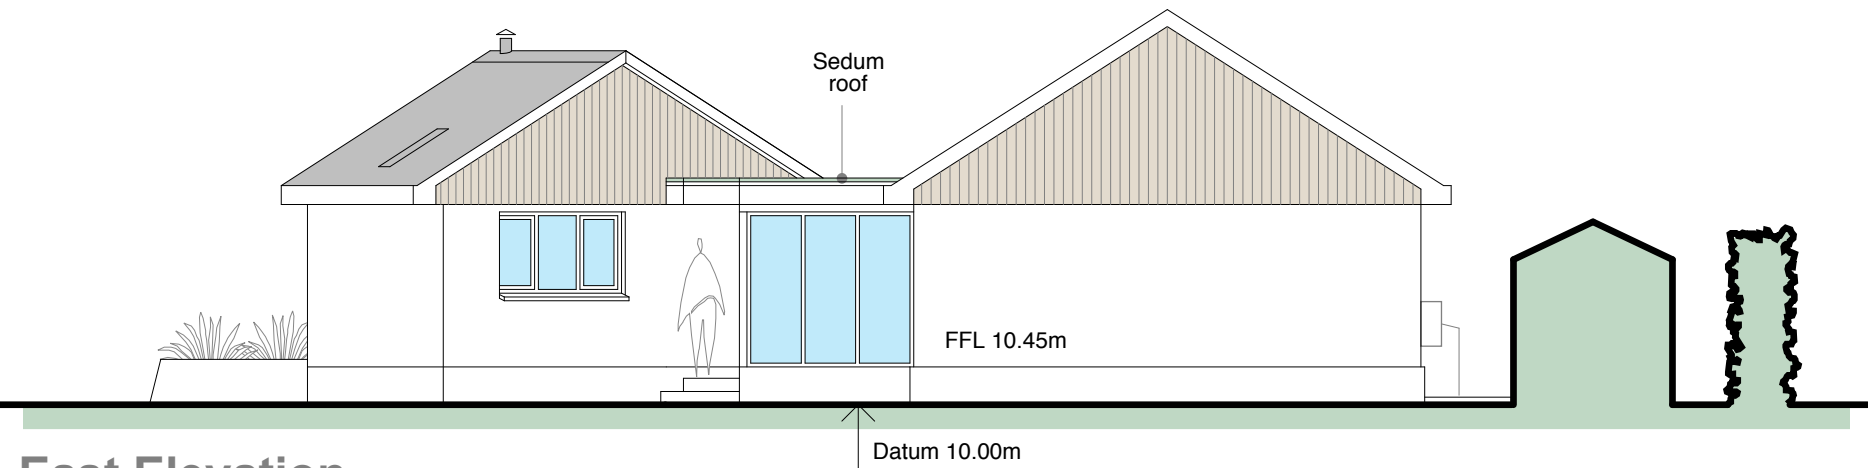 Sedum
roof
FFL 10.45m
Datum 10.00m
East Elevation